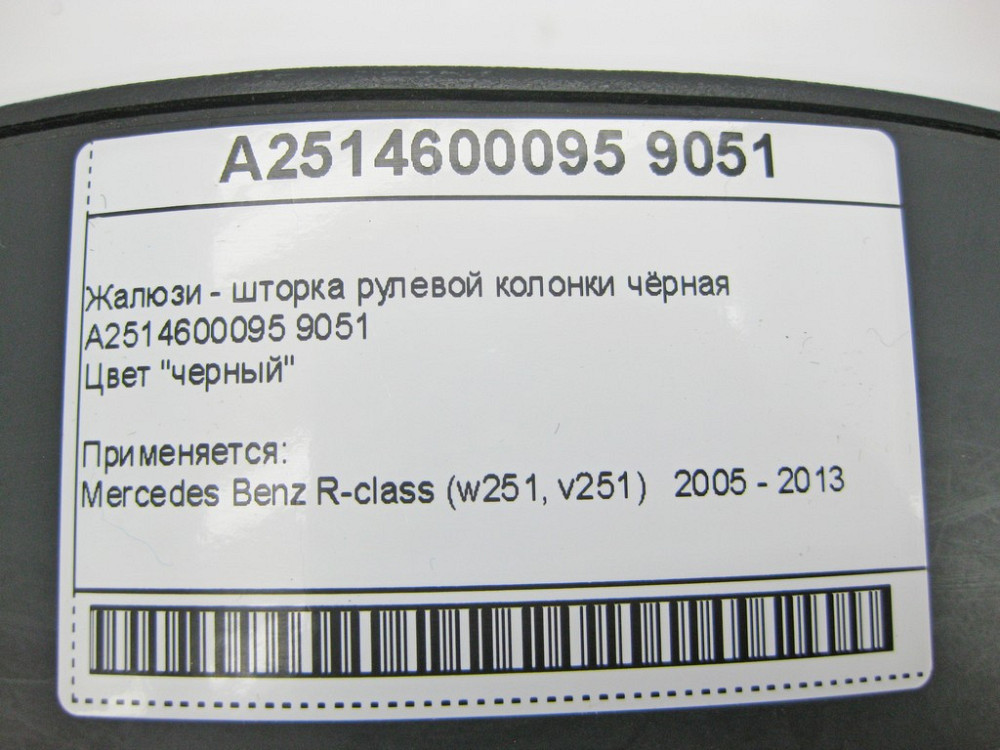 A2514600095 9051
Жалюзи - шторка рулевой колонки чёрная
A2514600095 9051
Цвет "черный"
Применяется:
Mercedes Benz R-class (w251, v251) 2005 - 2013